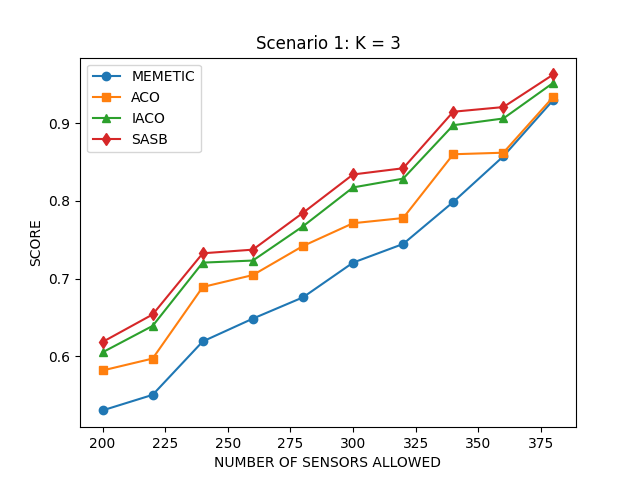 Scenario 1: K = 3
MEMETIC
ACO
IACO
SASB
SCORE
0.9
0.8
0.7
0.6
200 225 250 275 300 325 350 375
NUMBER OF SENSORS ALLOWED